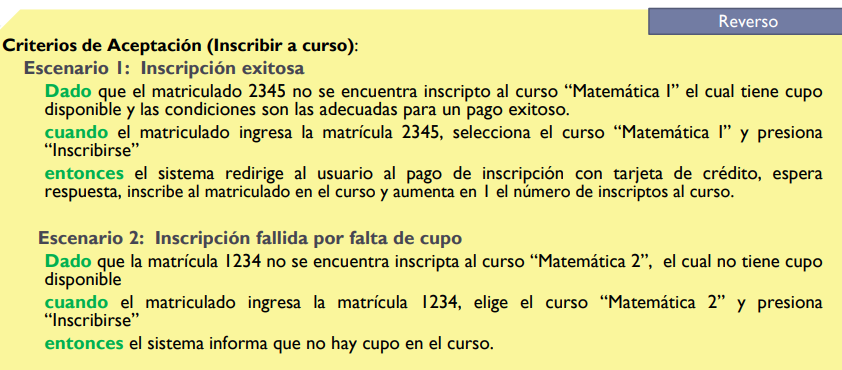 Reverso
Criterios de Aceptación (Inscribir a curso):
Escenario 1: Inscripción exitosa
Dado que el matriculado 2345 no se encuentra inscripto al curso “Matemática I” el cual tiene cupo
disponible y las condiciones son las adecuadas para un pago exitoso.
cuando el matriculado ingresa la matrícula 2345, selecciona el curso “Matemática I” y presiona
“Inscribirse”
entonces el sistema redirige al usuario al pago de inscripción con tarjeta de crédito, espera
respuesta, inscribe al matriculado en el curso y aumenta en 1 el número de inscriptos al curso.
Escenario 2: Inscripción fallida por falta de cupo
Dado que la matrícula 1234 no se encuentra inscripta al curso “Matemática 2”, el cual no tiene cupo
disponible
cuando el matriculado ingresa la matrícula 1234, elige el curso “Matemática 2” y presiona
“Inscribirse”
entonces el sistema informa que no hay cupo en el curso.